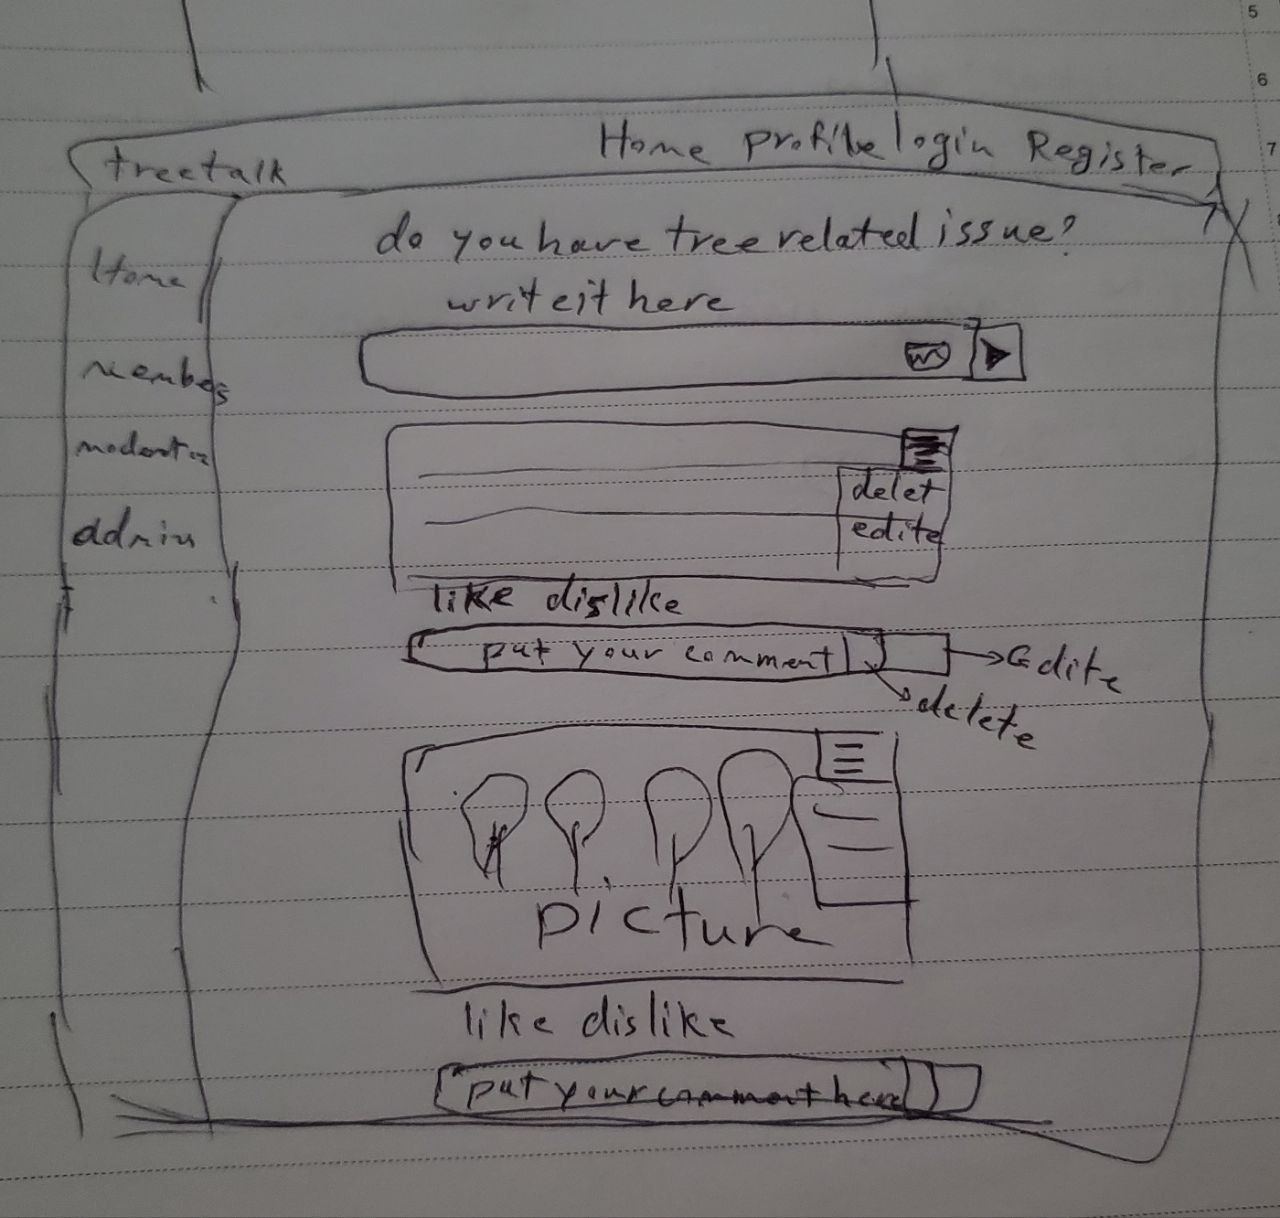 5
6
7
treetalk
Home profile login Register
do you have tree related issue?
write it here
Home
members
moderator
admin
delet
edite
like dislike
put your comment
Edite
delete
picture
like dislike
put your comment here